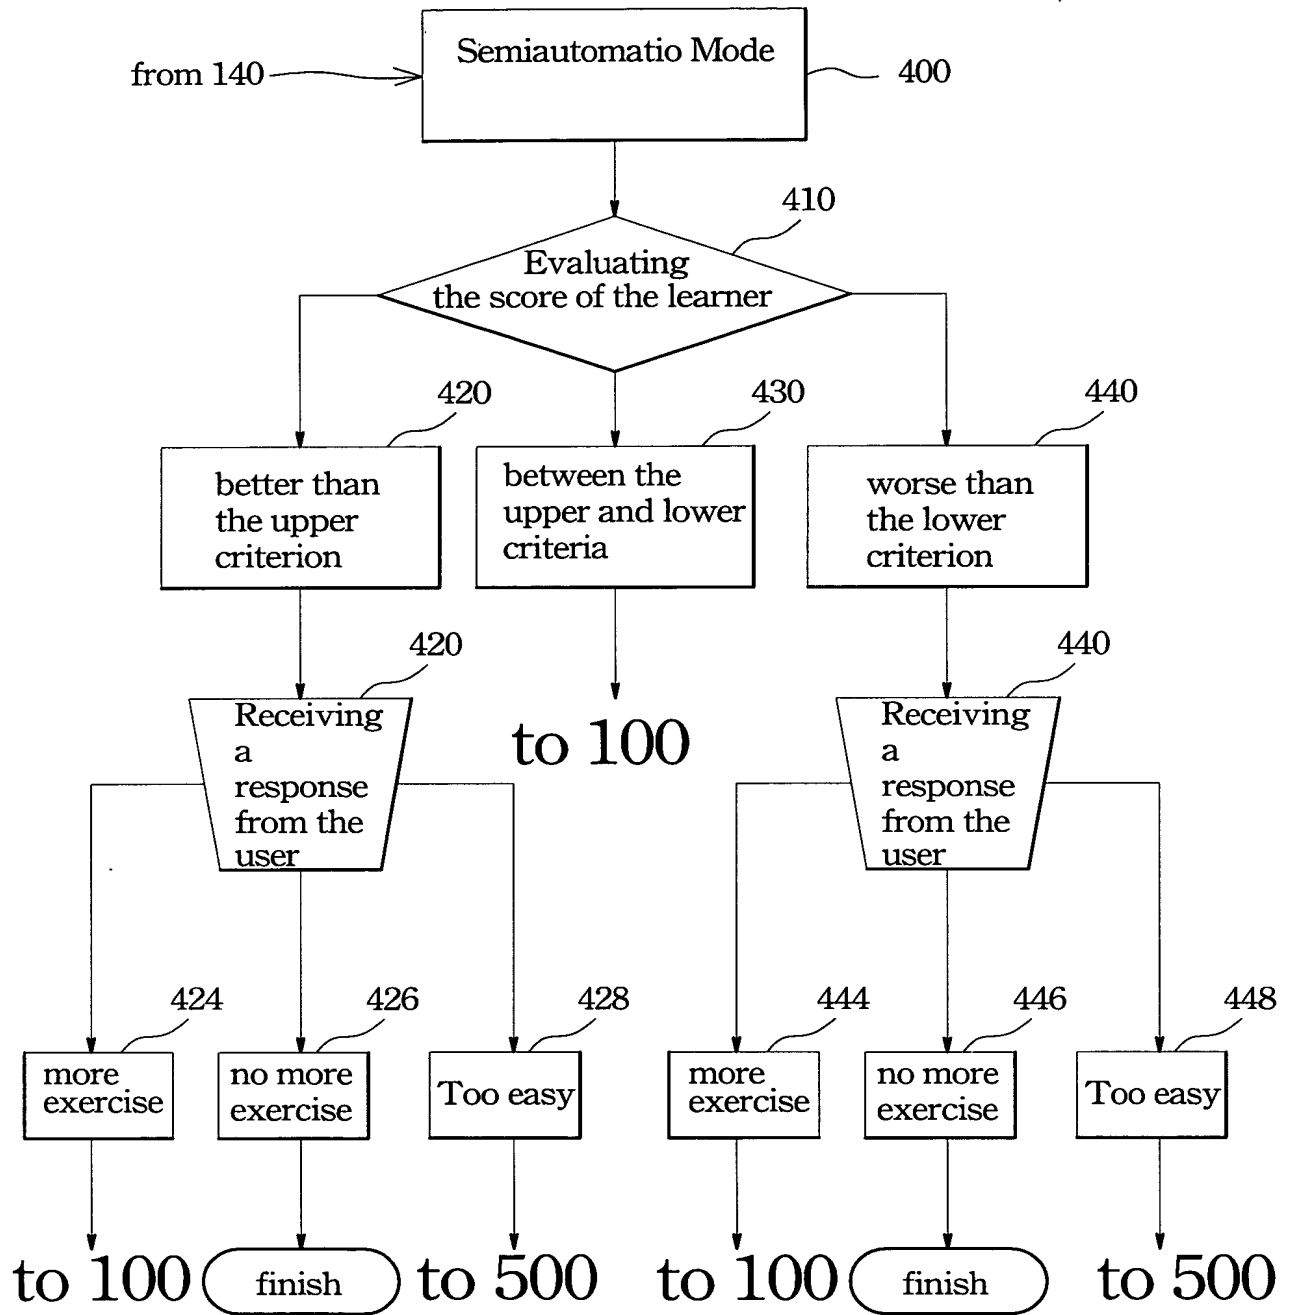 Semiautomatio Mode
from 140
400
410
Evaluating
the score of the learner
420
430
440
better than
the upper
criterion
between the
upper and lower
criteria
worse than
the lower
criterion
420
440
Receiving
a
response
from the
user
to 100
Receiving
a
response
from the
user
424
426
428
444
446
448
more
exercise
no more
exercise
Too easy
more
exercise
no more
exercise
Too easy
to 100
finish
to 500
to 100
finish
to 500